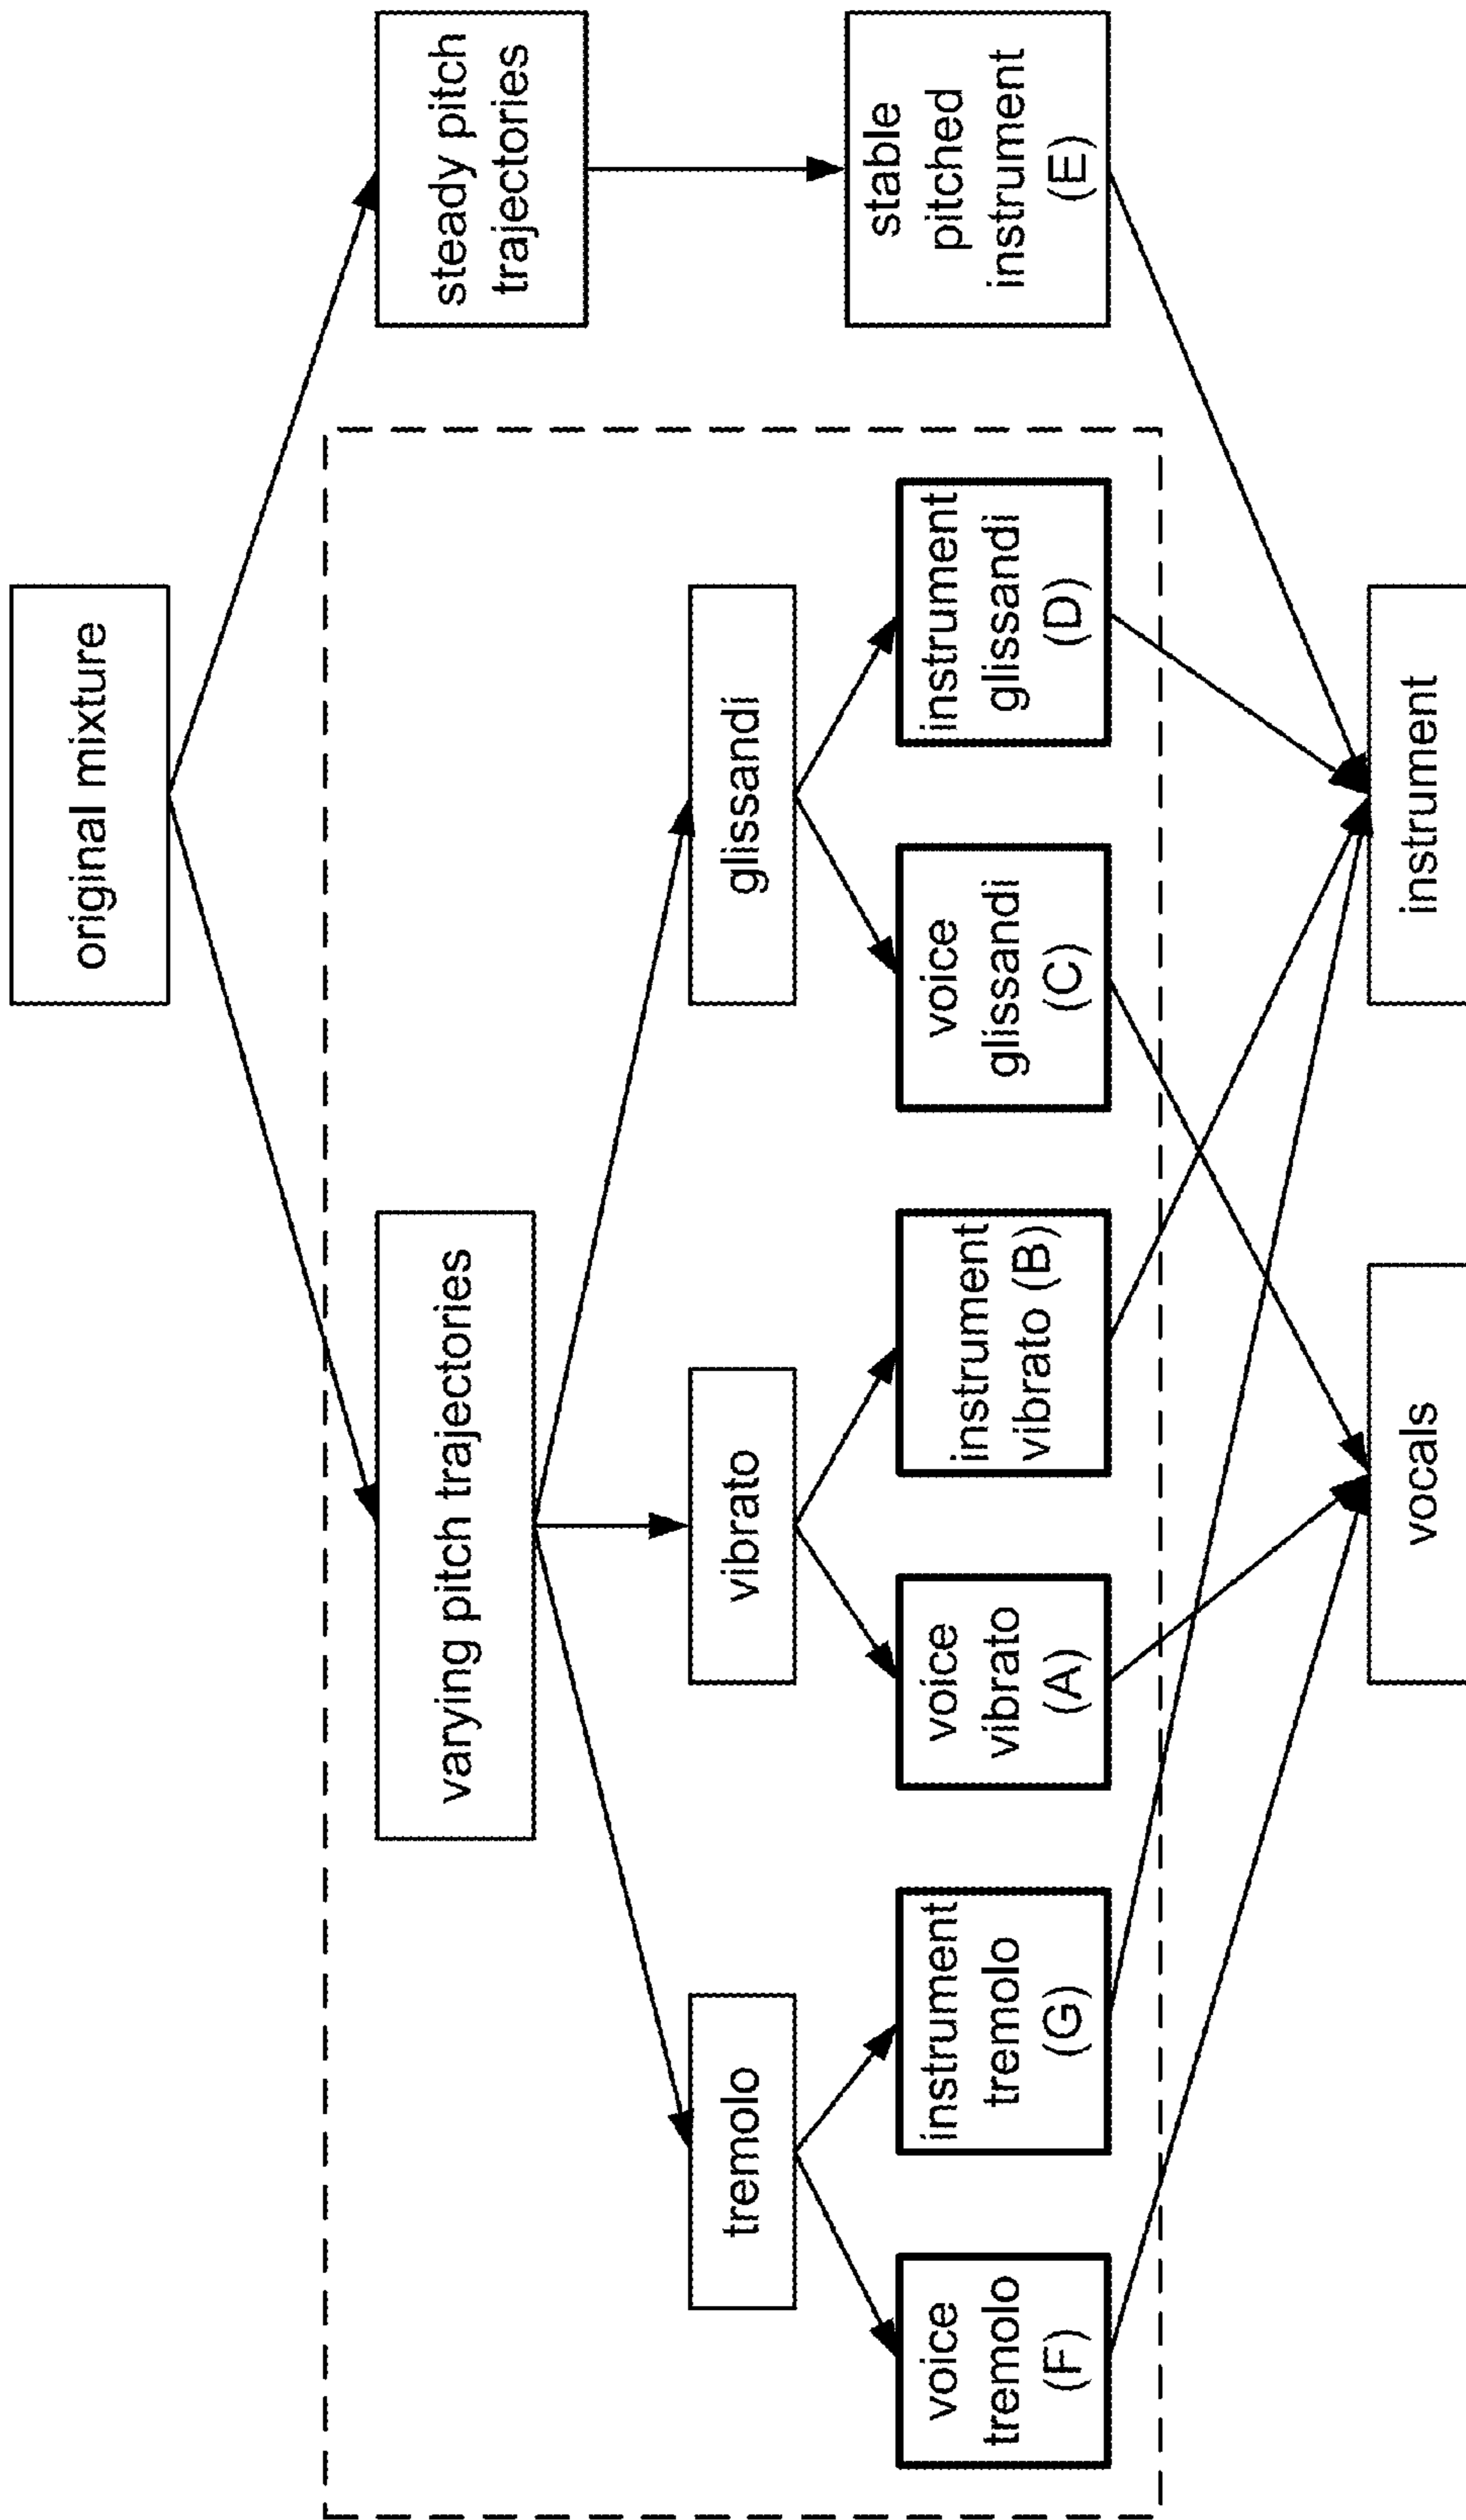 original mixture
varying pitch trajectories
steady pitch
trajectories
tremolo
vibrato
glissandi
voice
tremolo
(F)
instrument
tremolo
(G)
voice
vibrato
(A)
instrument
vibrato (B)
voice
glissandi
(C)
instrument
glissandi
(D)
stable
pitched
instrument
(E)
vocals
instrument